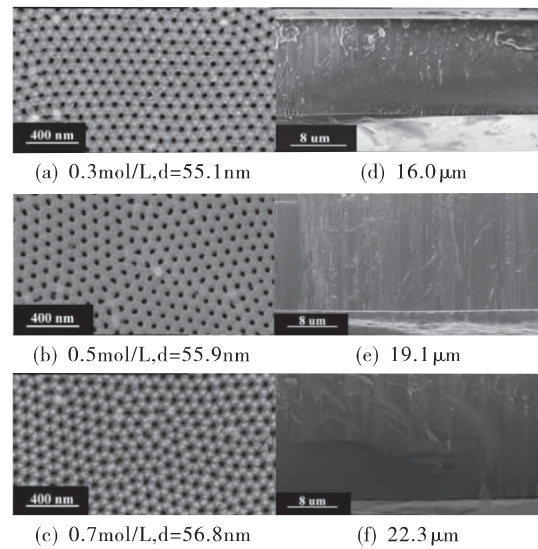 400 nm
8 um
(a) 0.3mol/L,d=55.1nm
(d) 16.0μm
400 nm
8 um
(b) 0.5mol/L,d=55.9nm
(e) 19.1μm
400 nm
8 um
(c) 0.7mol/L,d=56.8nm
(f) 22.3μm